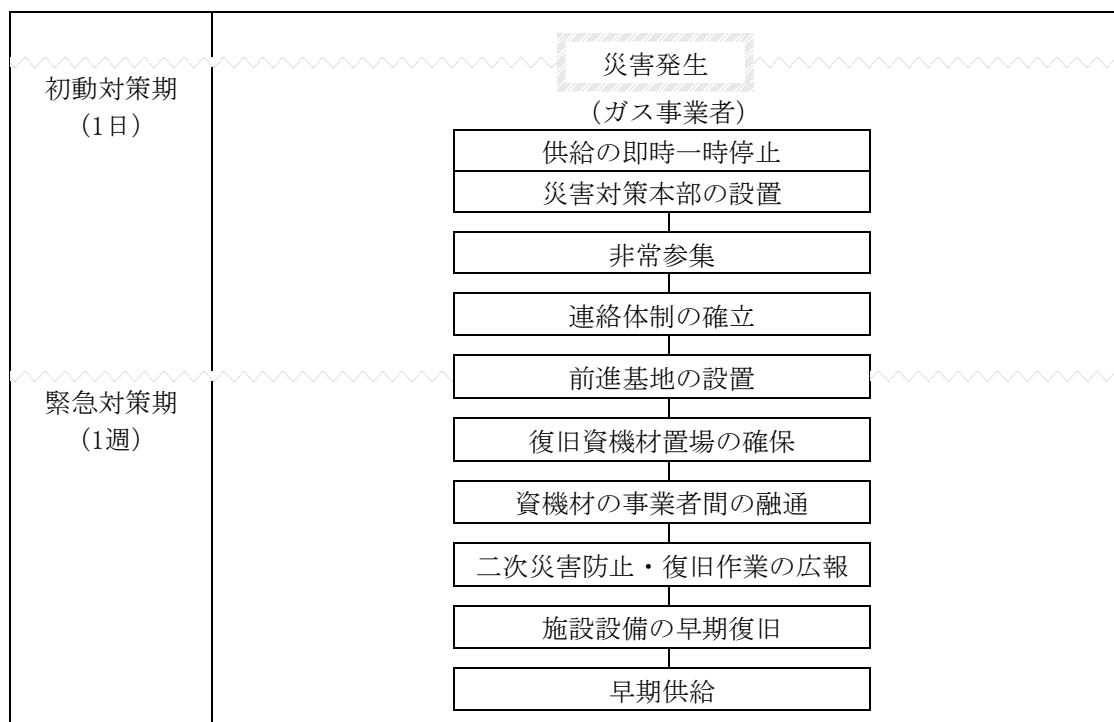 災害発生
初動対策期
(1日)
(ガス事業者)
供給の即時一時停止
災害対策本部の設置
非常参集
連絡体制の確立
前進基地の設置
緊急対策期
(1週)
復旧資機材置場の確保
資機材の事業者間の融通
二次災害防止・復旧作業の広報
施設設備の早期復旧
早期供給